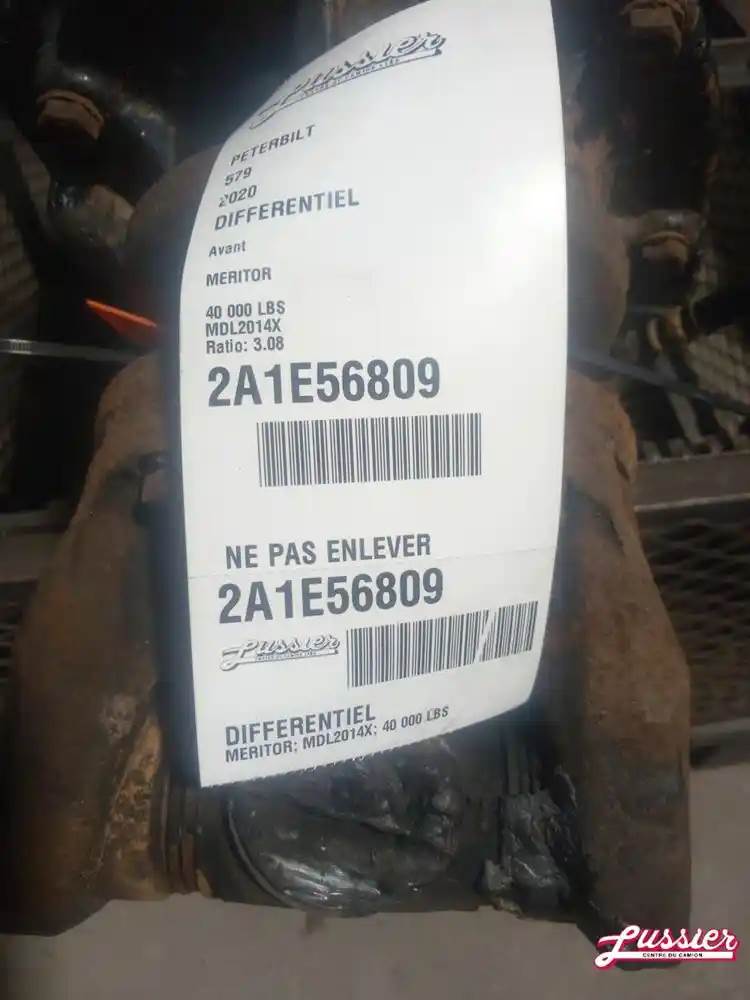 Lussier
PETERBILT
579
2020
DIFFERENTIEL
Avant
MERITOR
40 000 LBS
MDL2014X
Ratio: 3.08
2A1E56809
NE PAS ENLEVER
2A1E56809
Lussier
DIFFERENTIEL
MERITOR; MDL2014X; 40 000 LBS
Lussier
CENTRE DU CAMION